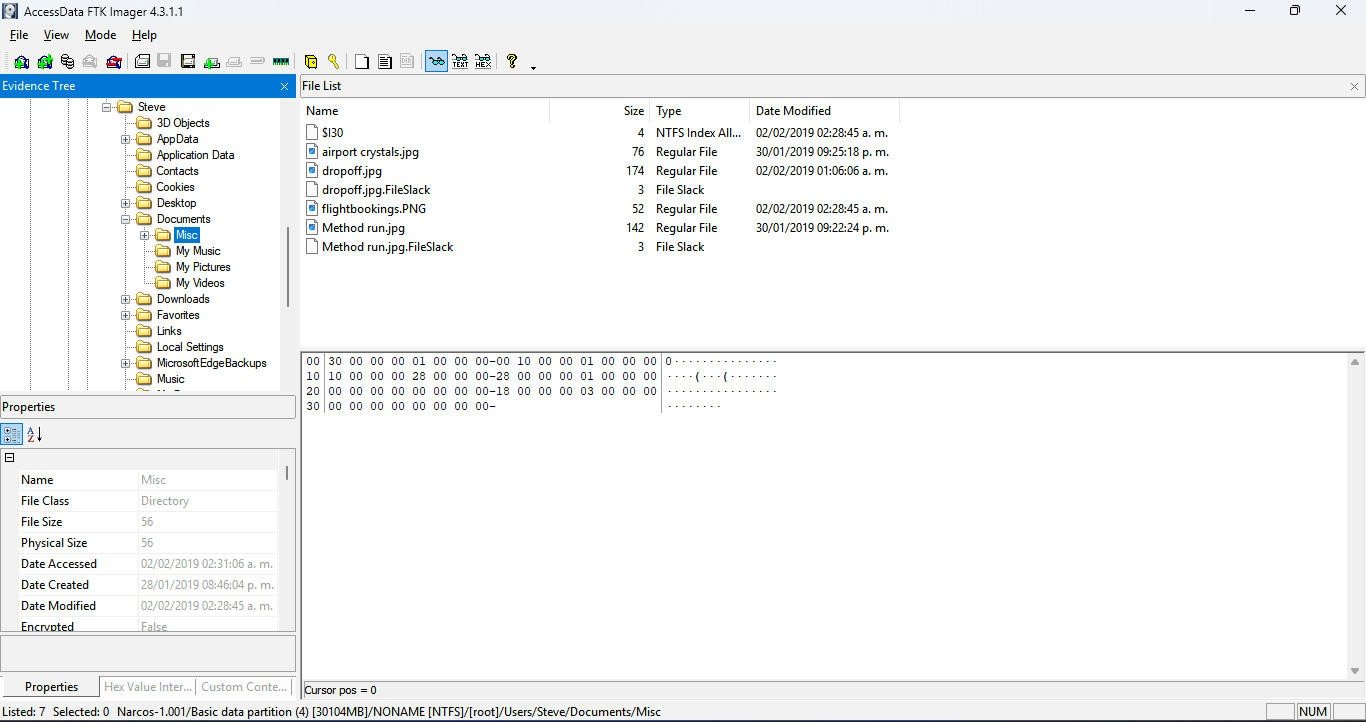 AccessData FTK Imager 4.3.1.1
File View Mode Help
Evidence Tree
Steve
3D Objects
AppData
Application Data
Contacts
Cookies
Desktop
Documents
Misc
My Music
My Pictures
My Videos
Downloads
Favorites
Links
Local Settings
MicrosoftEdgeBackups
Music
Properties
Name Misc
File Class Directory
File Size 56
Physical Size 56
Date Accessed 02/02/2019 02:31:06 a. m.
Date Created 28/01/2019 08:46:04 p. m.
Date Modified 02/02/2019 02:28:45 a. m.
Encrypted False
Properties Hex Value Inter... Custom Conte...
File List
Name Size Type Date Modified
$I30 4 NTFS Index All... 02/02/2019 02:28:45 a. m.
airport crystals.jpg 76 Regular File 30/01/2019 09:25:18 p. m.
dropoff.jpg 174 Regular File 02/02/2019 01:06:06 a. m.
dropoff.jpg.FileSlack 3 File Slack
flightbookings.PNG 52 Regular File 02/02/2019 02:28:45 a. m.
Method run.jpg 142 Regular File 30/01/2019 09:22:24 p. m.
Method run.jpg.FileSlack 3 File Slack
00 30 00 00 00 01 00 00 00-00 10 00 00 01 00 00 00 0...............
10 10 00 00 00 28 00 00 00-28 00 00 00 01 00 00 00 ....(...(.......
20 00 00 00 00 00 00 00 00-18 00 00 00 03 00 00 00 ................
30 00 00 00 00 00 00 00 00- ........
Cursor pos = 0
Listed: 7 Selected: 0 Narcos-1.001/Basic data partition (4) [30104MB]/NONAME [NTFS]/[root]/Users/Steve/Documents/Misc
NUM